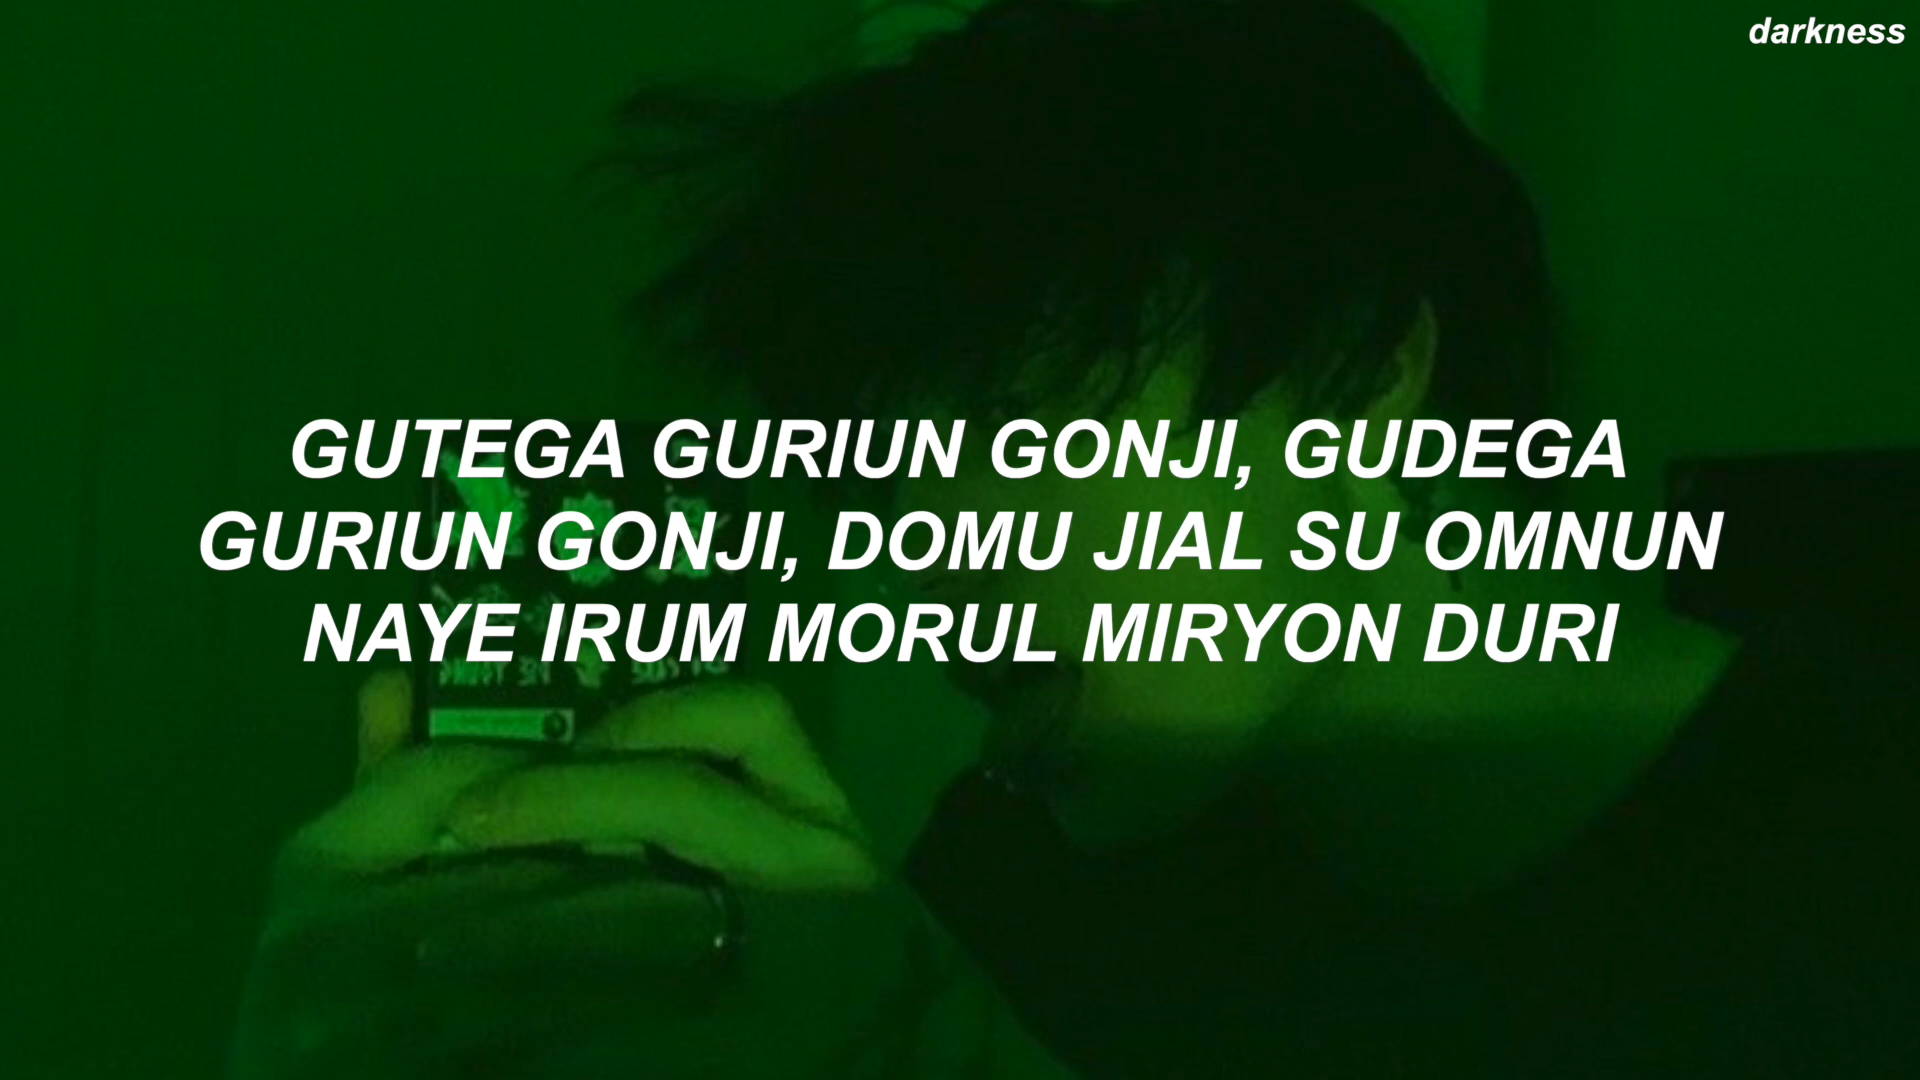 darkness
GUTEGA GURIUN GONJI, GUDEGA
GURIUN GONJI, DOMU JIAL SU OMNUN
NAYE IRUM MORUL MIRYON DURI